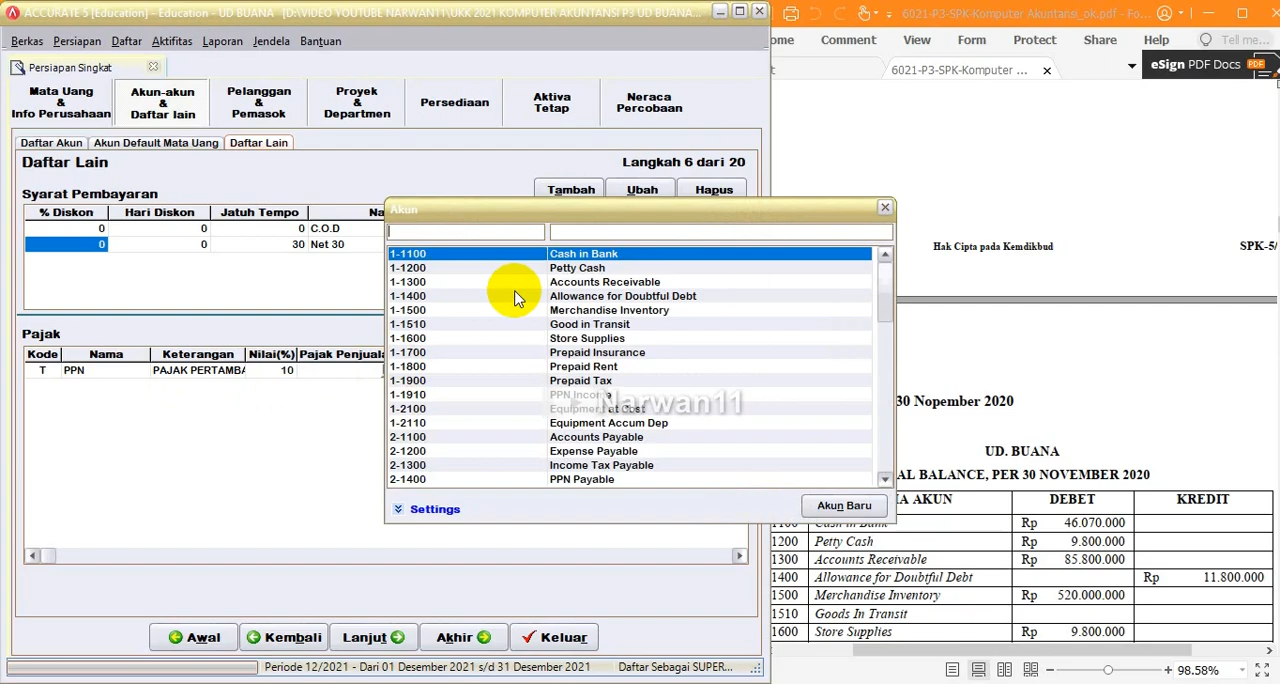 ACCURATE 5 [Education] - Education - UD BUANA [D:\VIDEO YOUTUBE NARWAN11\UKK 2021 KOMPUTER AKUNTANSI P3 UD BUANA...
6021-P3-SPK-Komputer Akuntansi_ok.pdf - Fo...
Berkas Persiapan Daftar Aktifitas Laporan Jendela Bantuan
ome Comment View Form Protect Share Help Tell me...
Persiapan Singkat
6021-P3-SPK-Komputer ...
eSign PDF Docs
Mata Uang & Info Perusahaan
Akun-akun & Daftar lain
Pelanggan & Pemasok
Proyek & Departmen
Persediaan
Aktiva Tetap
Neraca Percobaan
Daftar Akun Akun Default Mata Uang Daftar Lain
Daftar Lain Langkah 6 dari 20
Syarat Pembayaran Tambah Ubah Hapus
% Diskon Hari Diskon Jatuh Tempo Na
0 0 0 C.O.D
0 0 30 Net 30
Pajak
Kode Nama Keterangan Nilai(%) Pajak Penjuala
T PPN PAJAK PERTAMBA 10
Akun
1-1100 Cash in Bank
1-1200 Petty Cash
1-1300 Accounts Receivable
1-1400 Allowance for Doubtful Debt
1-1500 Merchandise Inventory
1-1510 Good in Transit
1-1600 Store Supplies
1-1700 Prepaid Insurance
1-1800 Prepaid Rent
1-1900 Prepaid Tax
1-1910 PPN Income
1-2100 Equipment at Cost
1-2110 Equipment Accum Dep
2-1100 Accounts Payable
2-1200 Expense Payable
2-1300 Income Tax Payable
2-1400 PPN Payable
Narwan11
Settings
Akun Baru
Awal Kembali Lanjut Akhir Keluar
Periode 12/2021 - Dari 01 Desember 2021 s/d 31 Desember 2021 Daftar Sebagai SUPER...
Hak Cipta pada Kemdikbud SPK-5/
30 Nopember 2020
UD. BUANA
AL BALANCE, PER 30 NOVEMBER 2020
A AKUN DEBET KREDIT
1100 Cash in Bank Rp 46.070.000
1200 Petty Cash Rp 9.800.000
1300 Accounts Receivable Rp 85.800.000
1400 Allowance for Doubtful Debt Rp 11.800.000
1500 Merchandise Inventory Rp 520.000.000
1510 Goods In Transit
1600 Store Supplies Rp 9.800.000
98.58%